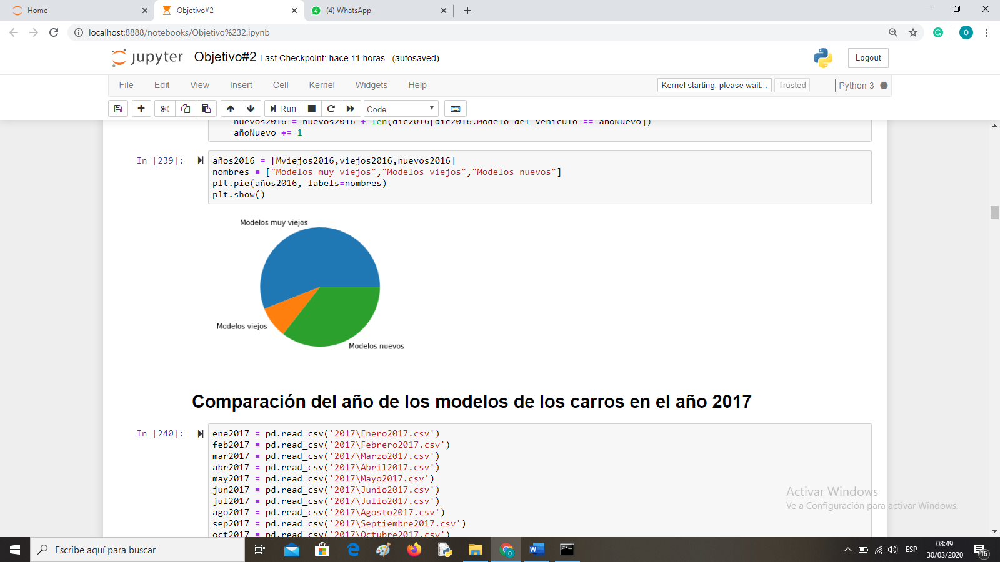 Home
Objetivo#2
(4) WhatsApp
localhost:8888/notebooks/Objetivo%232.ipynb
O
jupyter Objetivo#2 Last Checkpoint: hace 11 horas (autosaved)
Logout
File Edit View Insert Cell Kernel Widgets Help
Kernel starting, please wait... Trusted Python 3
Run Code
nuevos2016 = nuevos2016 + len(dic2016[dic2016.Modelo_del_Vehiculo == añoNuevo])
añoNuevo += 1
In [239]:
años2016 = [Mviejos2016,viejos2016,nuevos2016]
nombres = ["Modelos muy viejos","Modelos viejos","Modelos nuevos"]
plt.pie(años2016, labels=nombres)
plt.show()
Modelos muy viejos
Modelos viejos
Modelos nuevos
Comparación del año de los modelos de los carros en el año 2017
In [240]:
ene2017 = pd.read_csv('2017\Enero2017.csv')
feb2017 = pd.read_csv('2017\Febrero2017.csv')
mar2017 = pd.read_csv('2017\Marzo2017.csv')
abr2017 = pd.read_csv('2017\Abril2017.csv')
may2017 = pd.read_csv('2017\Mayo2017.csv')
jun2017 = pd.read_csv('2017\Junio2017.csv')
jul2017 = pd.read_csv('2017\Julio2017.csv')
ago2017 = pd.read_csv('2017\Agosto2017.csv')
sep2017 = pd.read_csv('2017\Septiembre2017.csv')
oct2017 = pd.read_csv('2017\Octubre2017.csv')
Activar Windows
Ve a Configuración para activar Windows.
Escribe aquí para buscar
ESP
08:49
30/03/2020
16